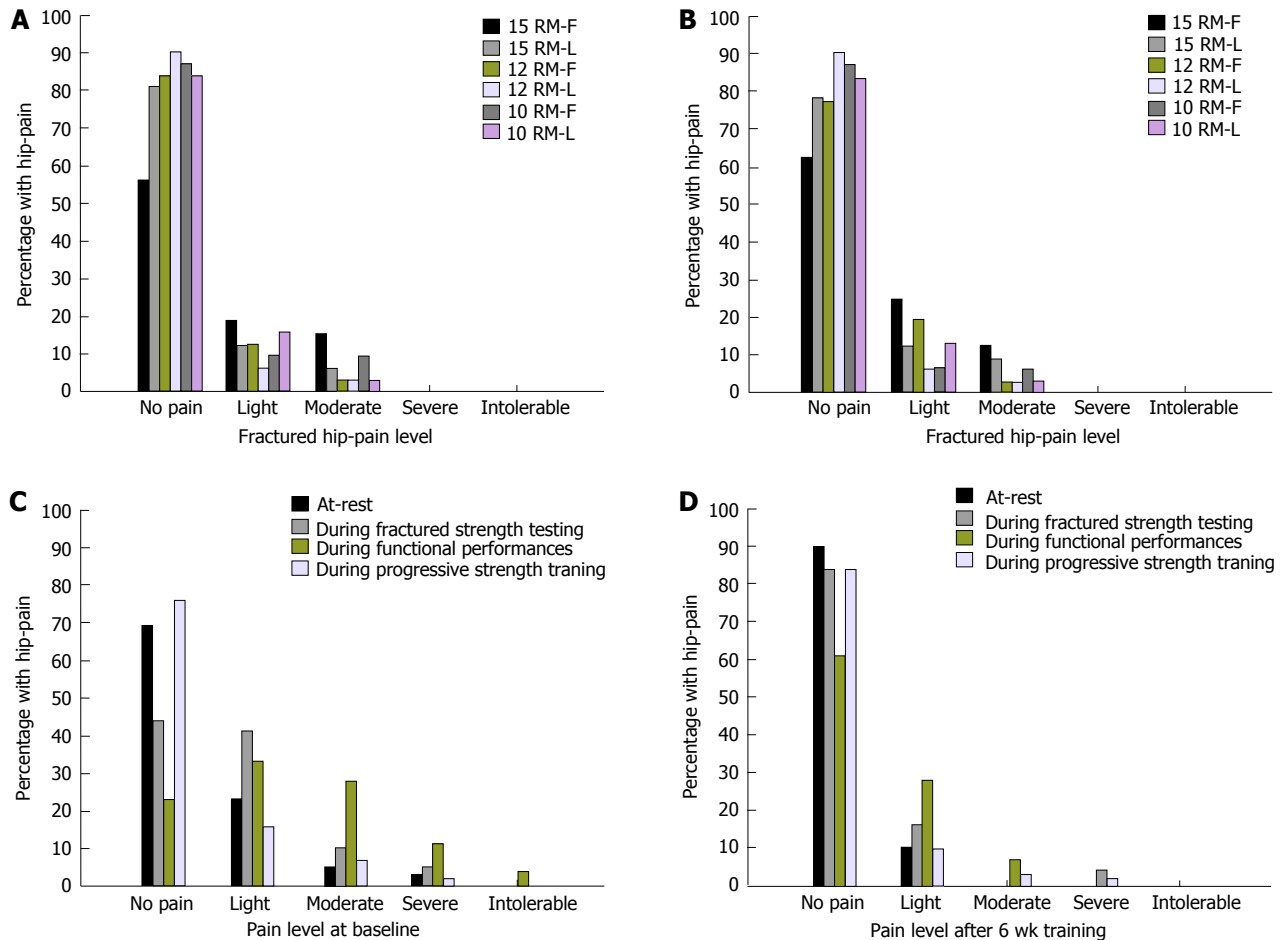 A
100
90
80
70
60
50
40
30
20
10
0
Percentage with hip-pain
15 RM-F
15 RM-L
12 RM-F
12 RM-L
10 RM-F
10 RM-L
No pain Light Moderate Severe Intolerable
Fractured hip-pain level
B
100
90
80
70
60
50
40
30
20
10
0
Percentage with hip-pain
15 RM-F
15 RM-L
12 RM-F
12 RM-L
10 RM-F
10 RM-L
No pain Light Moderate Severe Intolerable
Fractured hip-pain level
C
100
90
80
70
60
50
40
30
20
10
0
Percentage with hip-pain
At-rest
During fractured strength testing
During functional performances
During progressive strength traning
No pain Light Moderate Severe Intolerable
Pain level at baseline
D
100
90
80
70
60
50
40
30
20
10
0
Percentage with hip-pain
At-rest
During fractured strength testing
During functional performances
During progressive strength traning
No pain Light Moderate Severe Intolerable
Pain level after 6 wk training